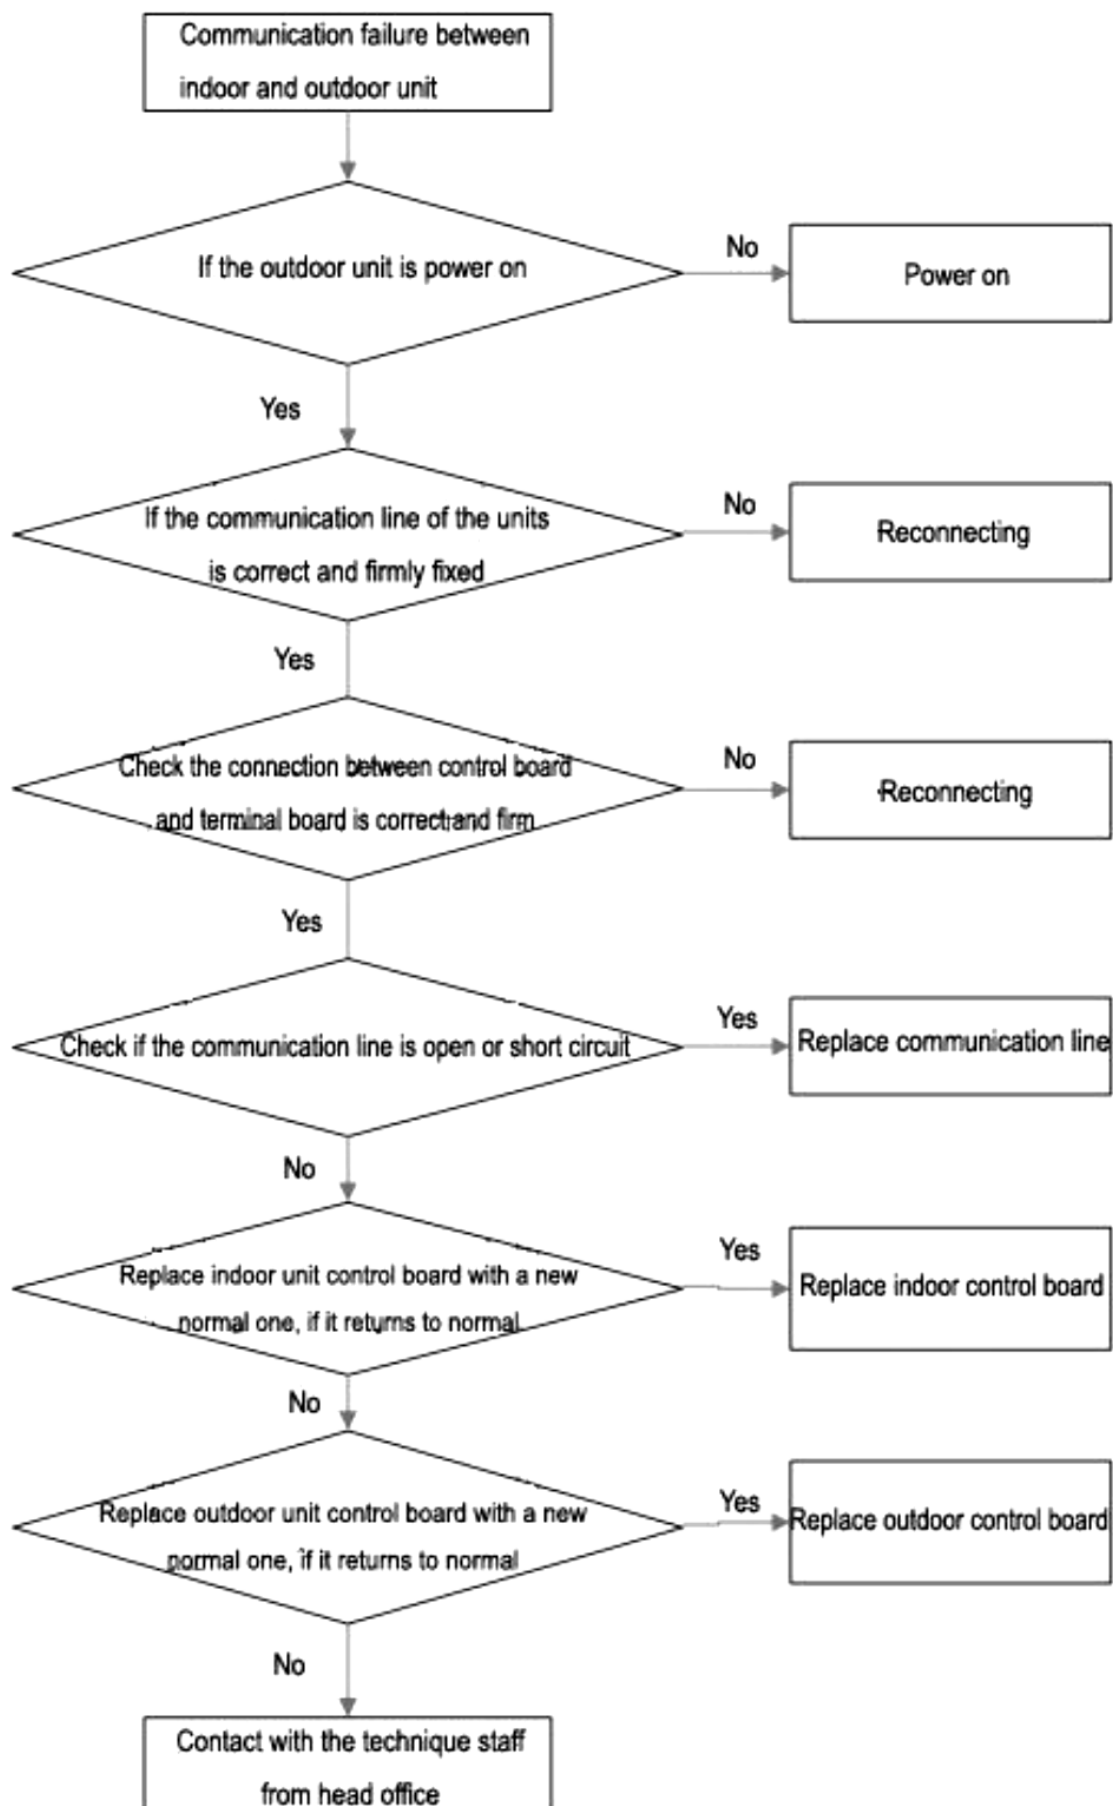 Communication failure between
indoor and outdoor unit
If the outdoor unit is power on
No
Power on
Yes
If the communication line of the units
is correct and firmly fixed
No
Reconnecting
Yes
Check the connection between control board
and terminal board is correct and firm
No
Reconnecting
Yes
Check if the communication line is open or short circuit
Yes
Replace communication line
No
Replace indoor unit control board with a new
normal one, if it returns to normal
Yes
Replace indoor control board
No
Replace outdoor unit control board with a new
normal one, if it returns to normal
Yes
Replace outdoor control board
No
Contact with the technique staff
from head office